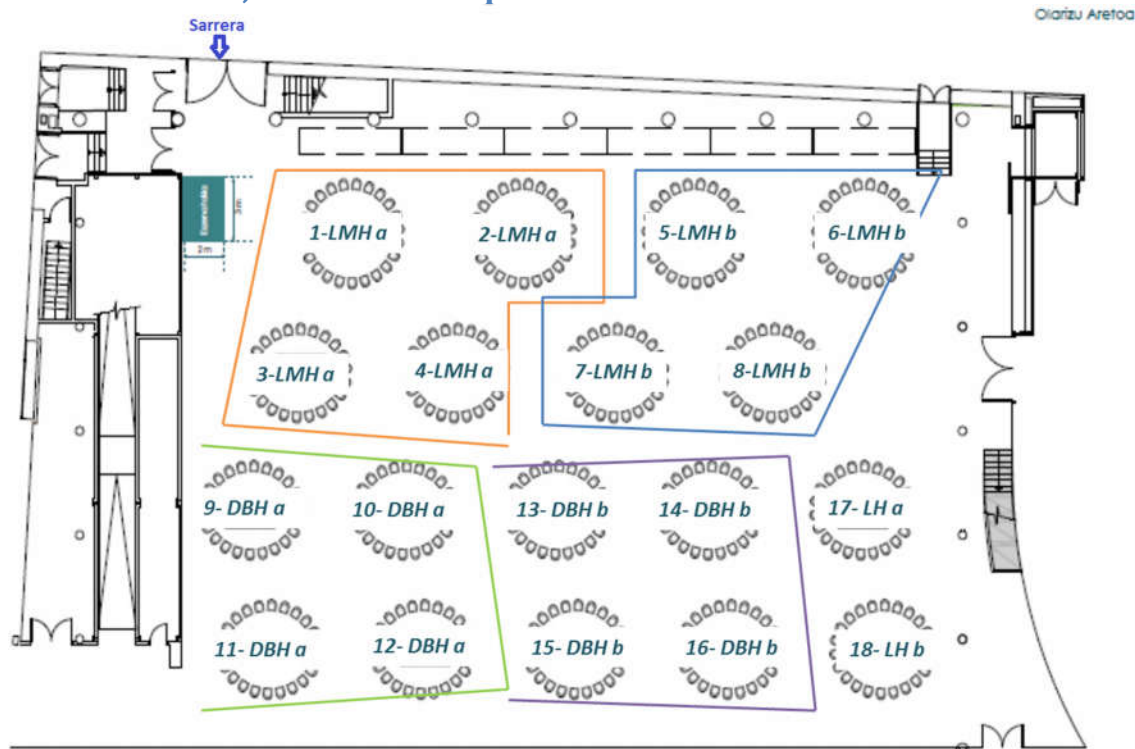 Olarizu Aretoa
Sarrera
3m
2m
1-LMH a
2-LMH a
5-LMH b
6-LMH b
3-LMH a
4-LMH a
7-LMH b
8-LMH b
9- DBH a
10- DBH a
13- DBH b
14- DBH b
17- LH a
11- DBH a
12- DBH a
15- DBH b
16- DBH b
18- LH b